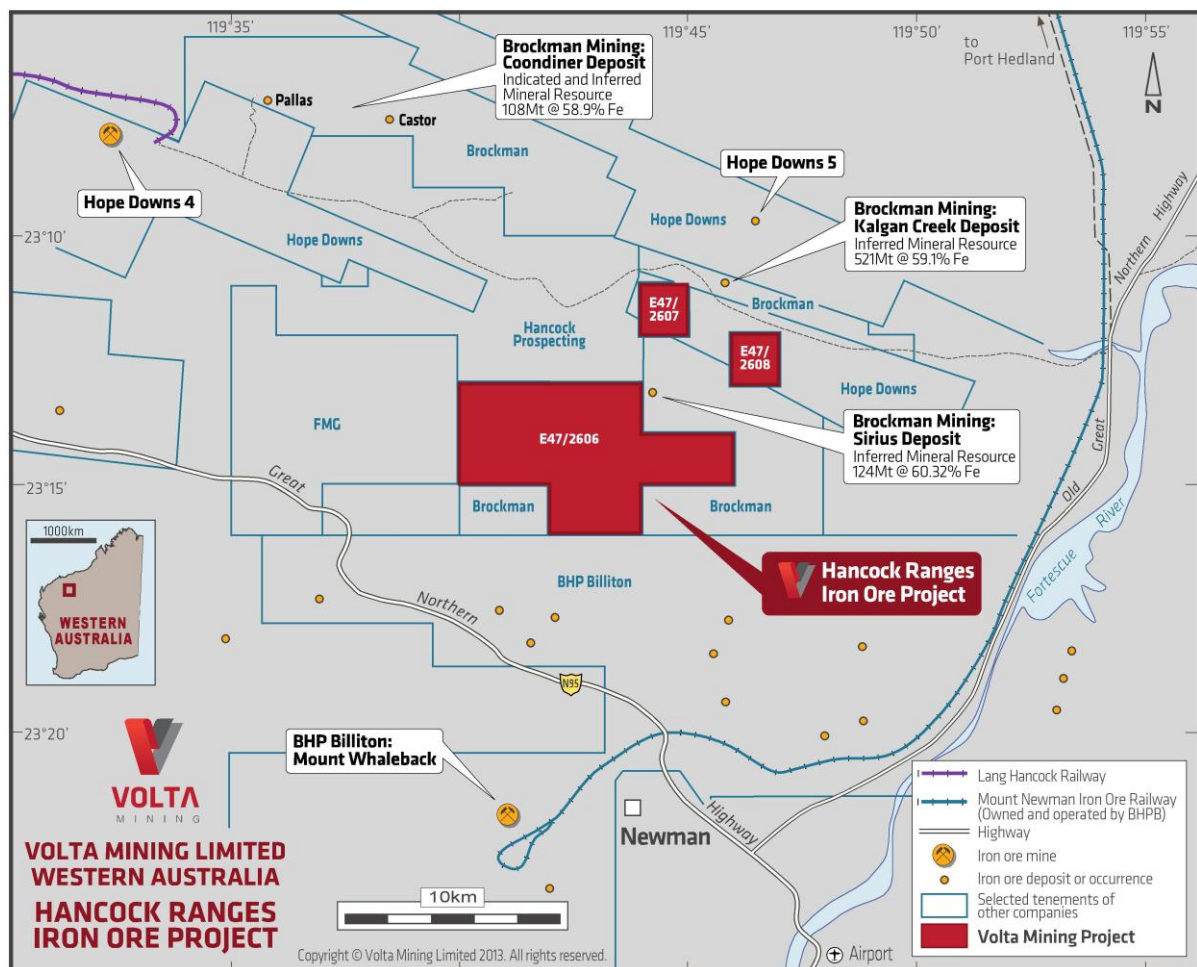 119°35'
119°45'
119°50'
119°55'
to
Port Hedland
N
Brockman Mining:
Coondiner Deposit
Indicated and Inferred
Mineral Resource
108Mt @ 58.9% Fe
Pallas
Castor
Brockman
Hope Downs 4
Hope Downs 5
Hope Downs
Brockman Mining:
Kalgan Creek Deposit
Inferred Mineral Resource
521Mt @ 59.1% Fe
23°10'
Hope Downs
Northern
Highway
Brockman
E47/
2607
Hancock
Prospecting
E47/
2608
Hope Downs
FMG
E47/2606
Brockman Mining:
Sirius Deposit
Inferred Mineral Resource
124Mt @ 60.32% Fe
Great
Old
Great
23°15'
Brockman
Brockman
Fortescue River
1000km
WESTERN
AUSTRALIA
BHP Billiton
Hancock Ranges
Iron Ore Project
Northern
N95
23°20'
BHP Billiton:
Mount Whaleback
VOLTA
MINING
Newman
Highway
VOLTA MINING LIMITED
WESTERN AUSTRALIA
HANCOCK RANGES
IRON ORE PROJECT
10km
Copyright © Volta Mining Limited 2013. All rights reserved.
Airport
Lang Hancock Railway
Mount Newman Iron Ore Railway
(Owned and operated by BHPB)
Highway
Iron ore mine
Iron ore deposit or occurrence
Selected tenements of
other companies
Volta Mining Project